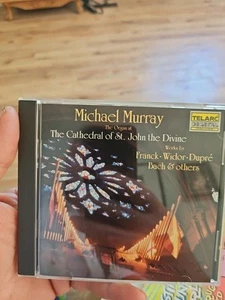 TELARC
Michael Murray
The Organ at
The Cathedral of St. John the Divine
Works by
Franck · Widor · Dupré
Bach & others